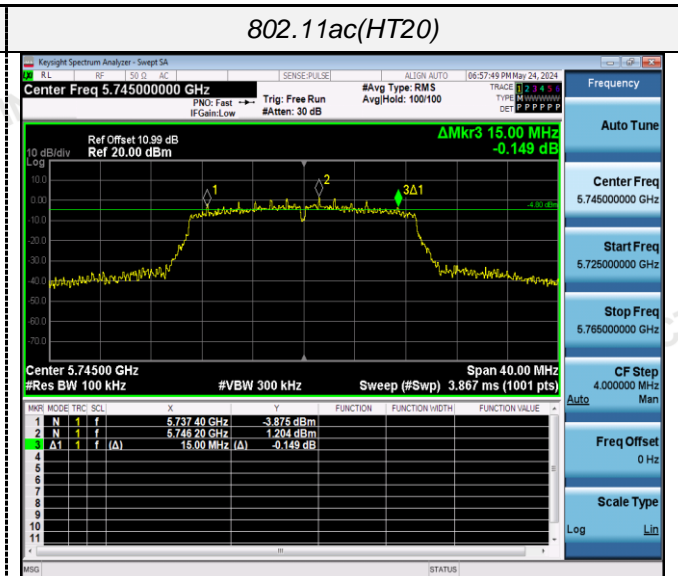 802.11ac(HT20)
Keysight Spectrum Analyzer - Swept SA
RL RF 50 Ω AC SENSE:PULSE ALIGN AUTO 06:57:49 PM May 24, 2024
Center Freq 5.745000000 GHz
PNO: Fast
IFGain:Low
Trig: Free Run
#Atten: 30 dB
#Avg Type: RMS
Avg|Hold: 100/100
TRACE 1 2 3 4 5 6
TYPE M W W W W W
DET P P P P P P
Frequency
Auto Tune
Center Freq
5.745000000 GHz
Start Freq
5.725000000 GHz
Stop Freq
5.765000000 GHz
CF Step
4.000000 MHz
Auto Man
Freq Offset
0 Hz
Scale Type
Log Lin
ΔMkr3 15.00 MHz
-0.149 dB
Ref Offset 10.99 dB
10 dB/div Ref 20.00 dBm
Log
10.0
0.00
-10.0
-20.0
-30.0
-40.0
-50.0
-60.0
-70.0
1
2
3Δ1
-4.80 dBm
Center 5.74500 GHz Span 40.00 MHz
#Res BW 100 kHz #VBW 300 kHz Sweep (#Swp) 3.867 ms (1001 pts)
MKR MODE TRC SCL X Y FUNCTION FUNCTION WIDTH FUNCTION VALUE
1 N 1 f 5.737 40 GHz -3.875 dBm
2 N 1 f 5.746 20 GHz 1.204 dBm
3 Δ1 1 f (Δ) 15.00 MHz (Δ) -0.149 dB
4
5
6
7
8
9
10
11
MSG STATUS